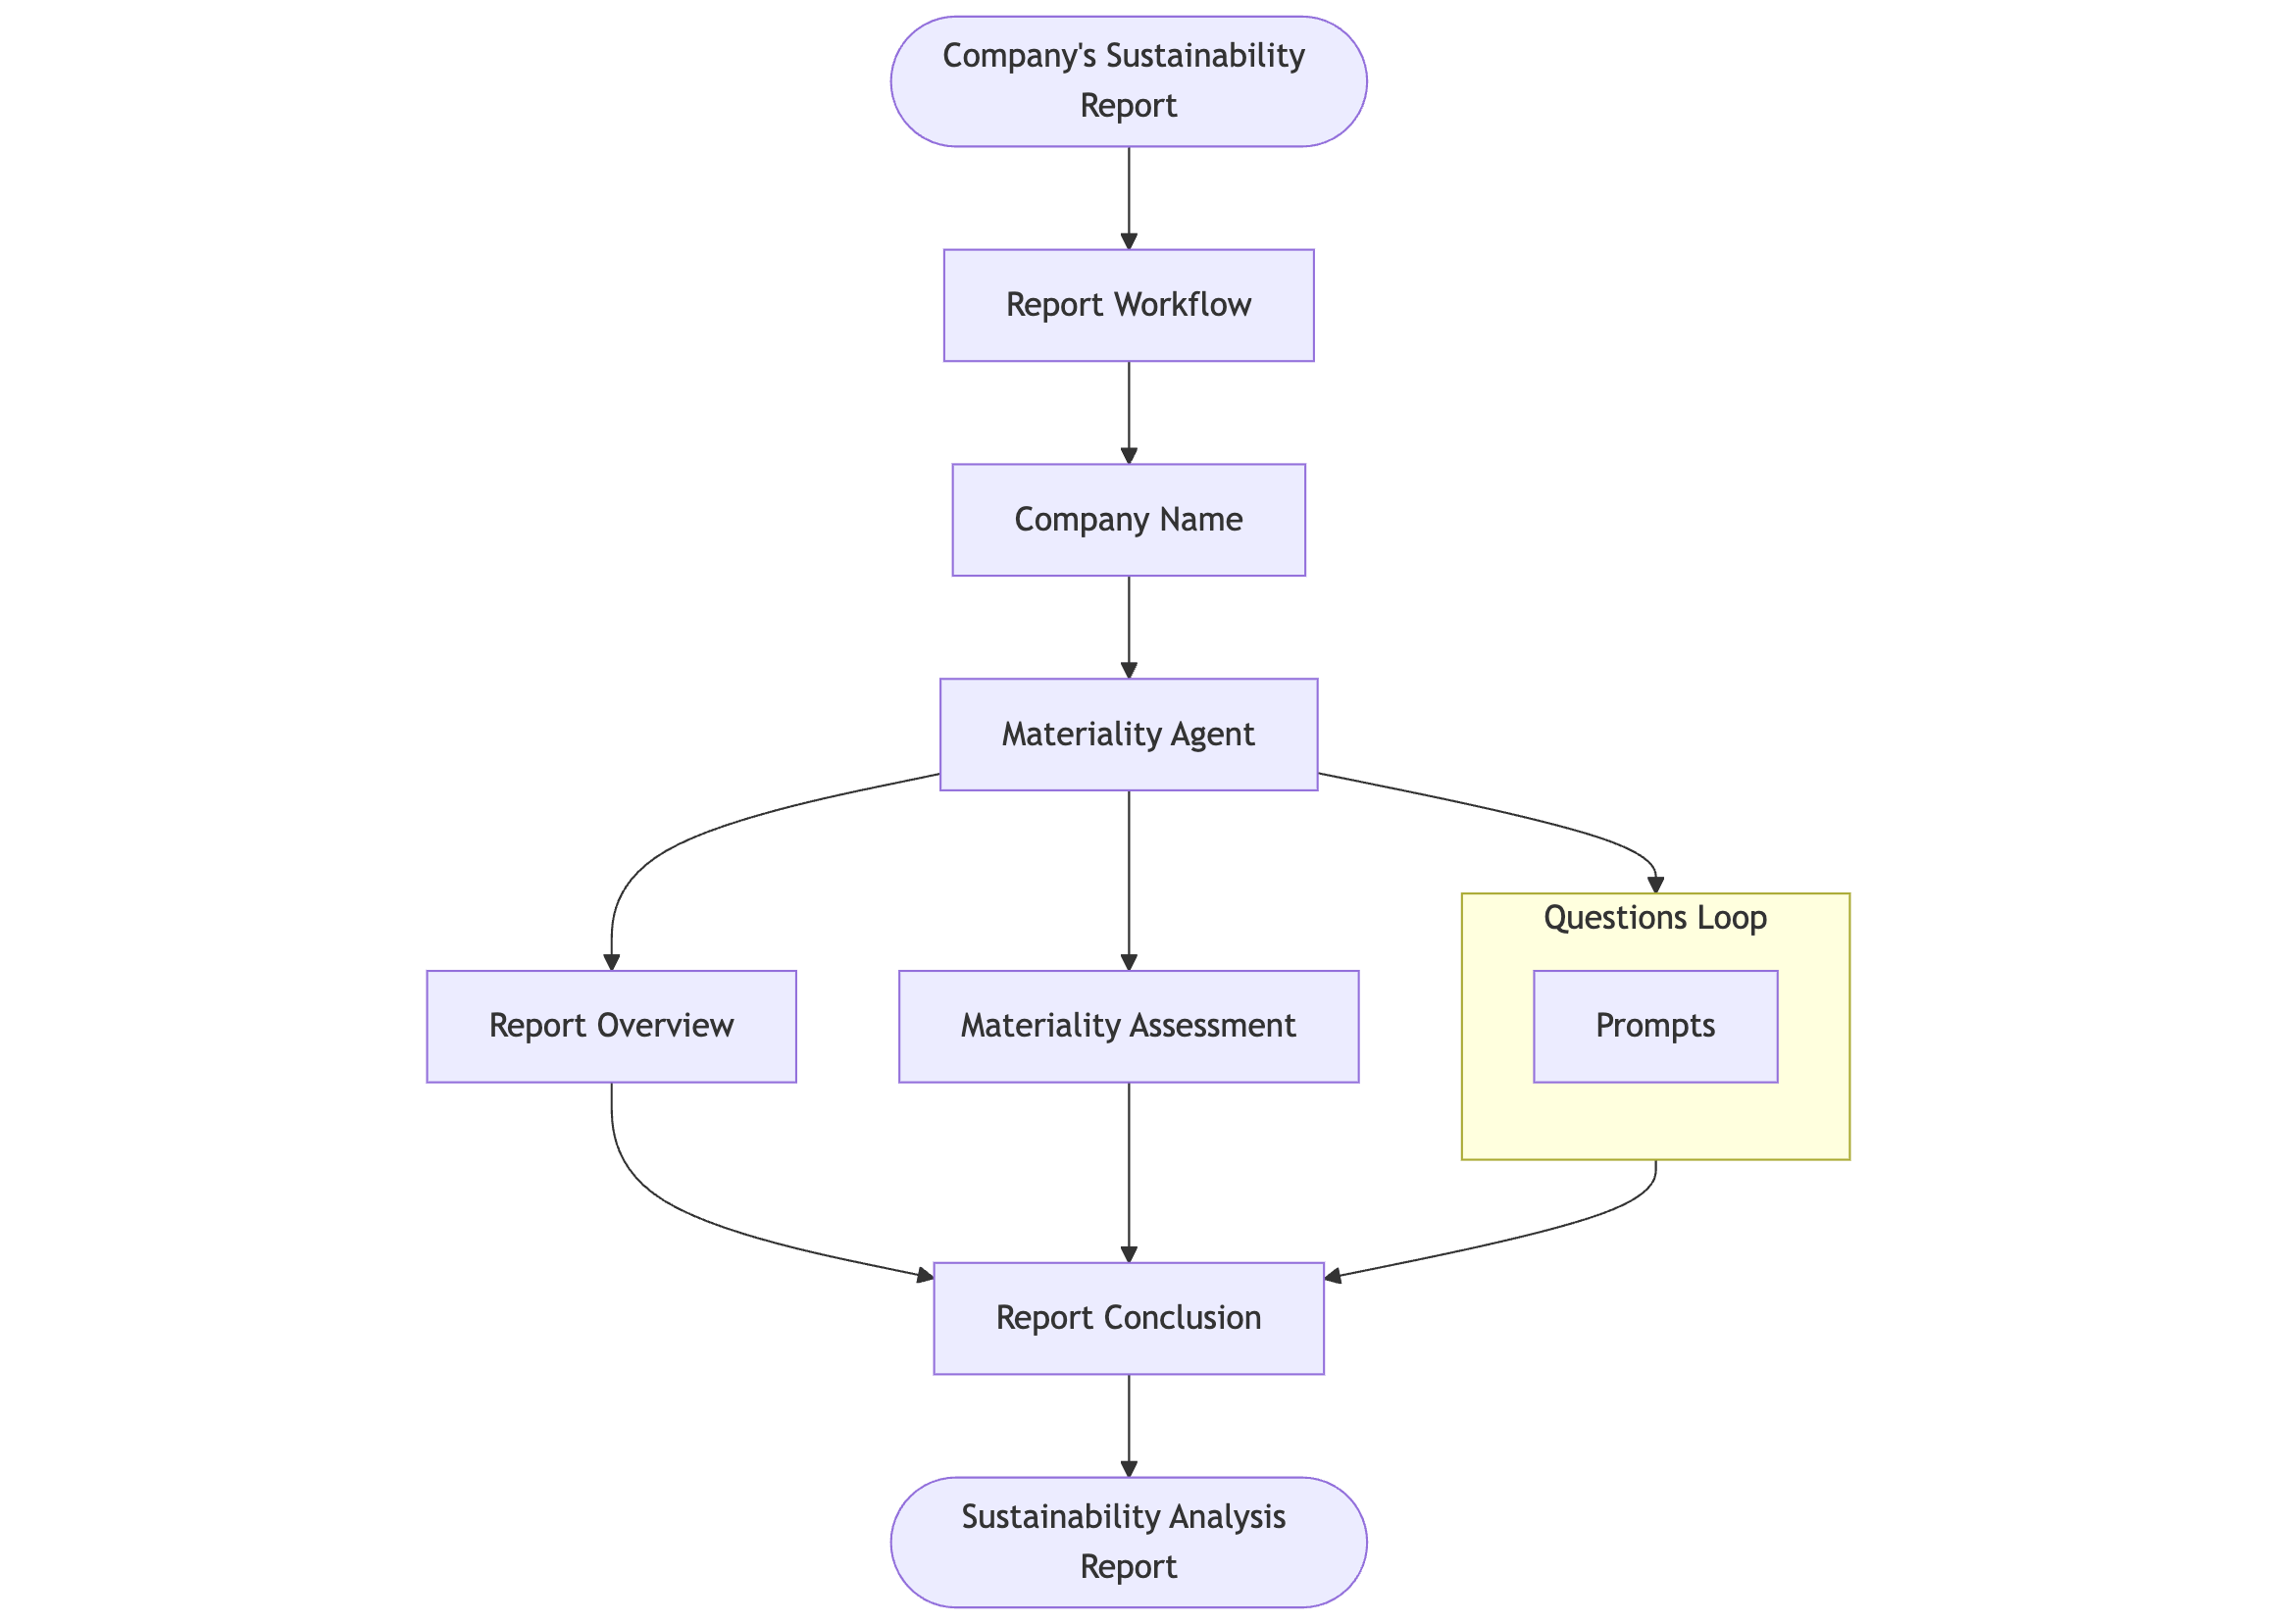 Company's Sustainability
Report
Report Workflow
Company Name
Materiality Agent
Questions Loop
Report Overview
Materiality Assessment
Prompts
Report Conclusion
Sustainability Analysis
Report